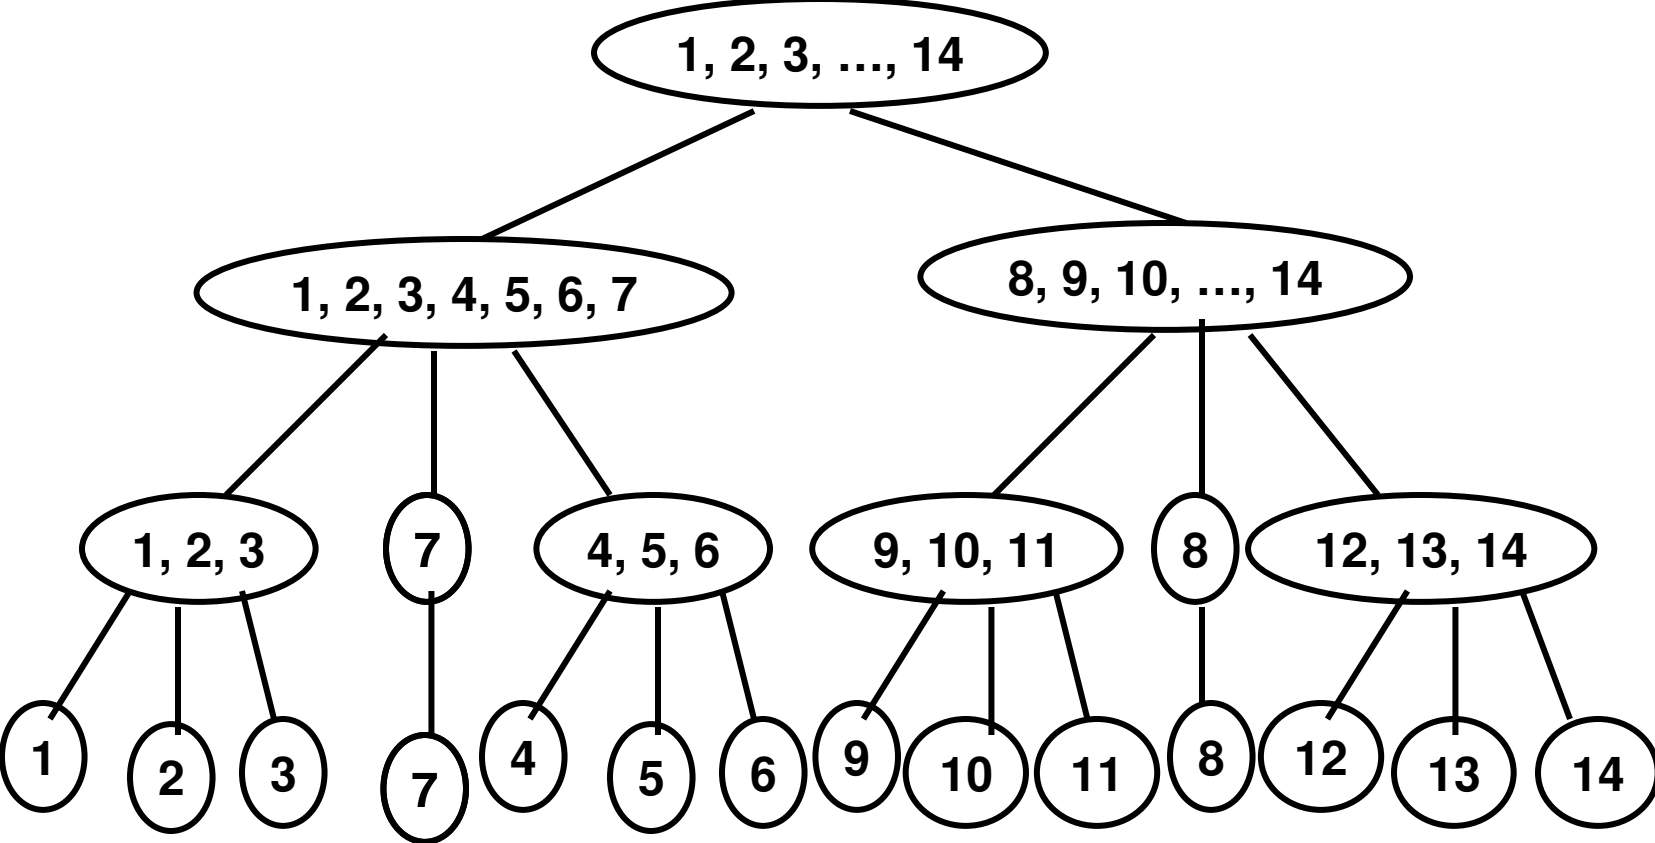 1, 2, 3, ..., 14
1, 2, 3, 4, 5, 6, 7
8, 9, 10, ..., 14
1, 2, 3
7
4, 5, 6
9, 10, 11
8
12, 13, 14
1
2
3
7
4
5
6
9
10
11
8
12
13
14